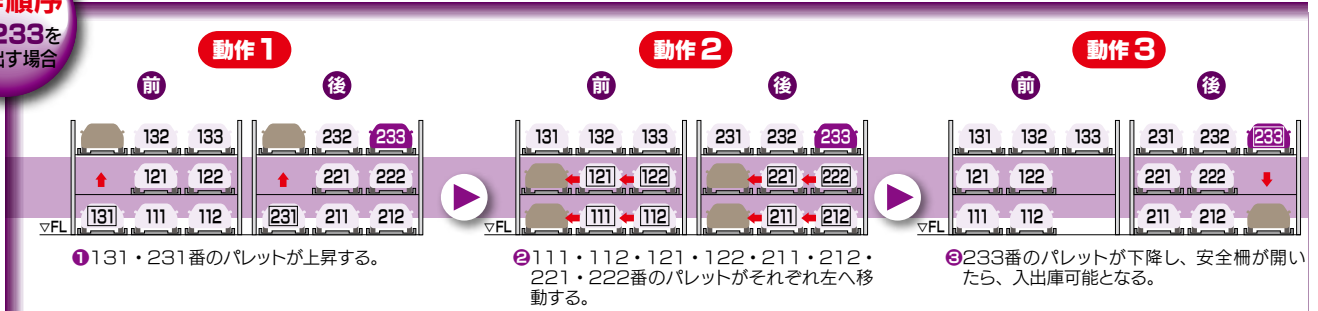 順序
233を
出す場合
動作1
前 後
132 133 232 233
121 122 221 222
131 111 112 231 211 212
▽FL
❶131・231番のパレットが上昇する。
動作2
前 後
131 132 133 231 232 233
121 122 221 222
111 112 211 212
▽FL
❷111・112・121・122・211・212・
221・222番のパレットがそれぞれ左へ移
動する。
動作3
前 後
131 132 133 231 232 233
121 122 221 222
111 112 211 212
▽FL
❸233番のパレットが下降し、安全柵が開い
たら、入出庫可能となる。